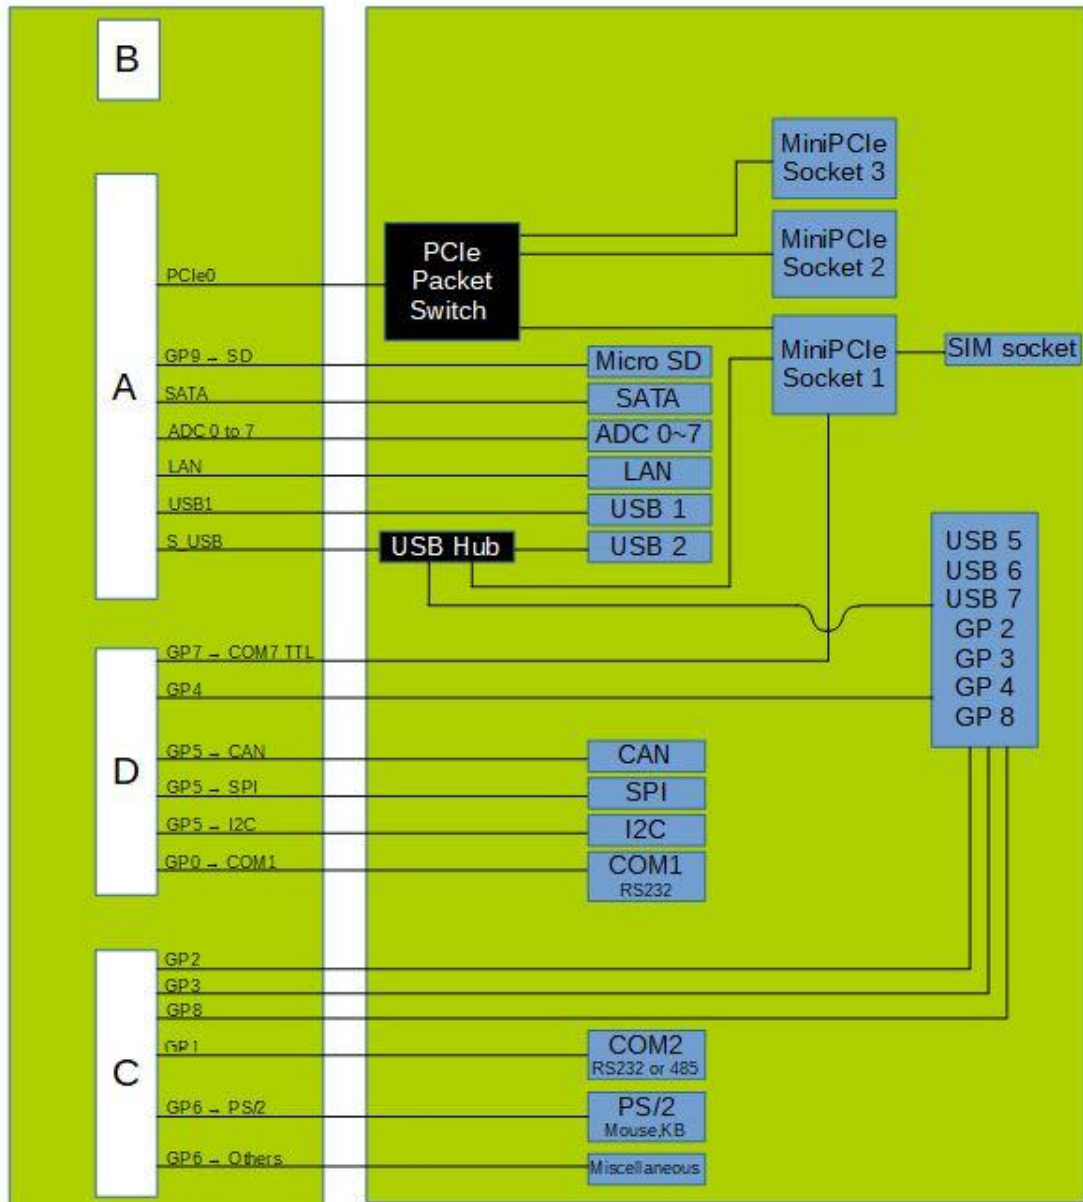 B
MiniPCIe
Socket 3
PCIe
Packet
Switch
MiniPCIe
Socket 2
PCIe0
A
GP9 → SD
Micro SD
MiniPCIe
Socket 1
SIM socket
SATA
SATA
ADC 0 to 7
ADC 0~7
LAN
LAN
USB1
USB 1
S_USB
USB Hub
USB 2
USB 5
USB 6
USB 7
GP 2
GP 3
GP 4
GP 8
D
GP7 → COM7 TTL
GP4
GP5 → CAN
CAN
GP5 → SPI
SPI
GP5 → I2C
I2C
GP0 → COM1
COM1
RS232
C
GP2
GP3
GP8
GP1
COM2
RS232 or 485
GP6 → PS/2
PS/2
Mouse,KB
GP6 → Others
Miscellaneous